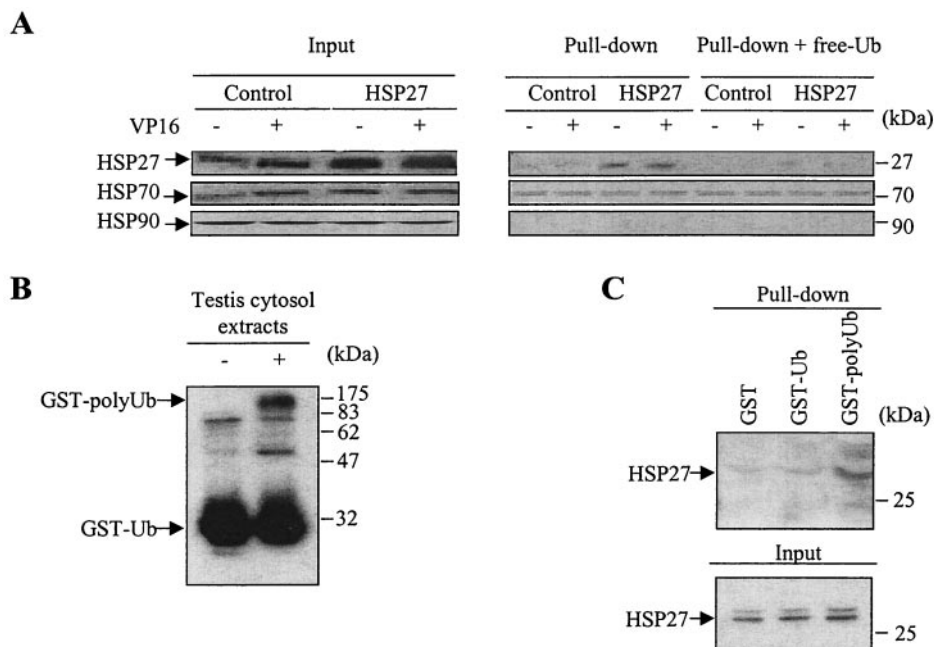 A
Input
Pull-down
Pull-down + free-Ub
Control HSP27
Control HSP27 Control HSP27
VP16 - + - +
- + - + - + - + (kDa)
HSP27
27
HSP70
70
HSP90
90
B
Testis cytosol
extracts
- + (kDa)
GST-polyUb
175
83
62
47
GST-Ub
32
C
Pull-down
GST
GST-Ub
GST-polyUb
(kDa)
HSP27
25
Input
HSP27
25